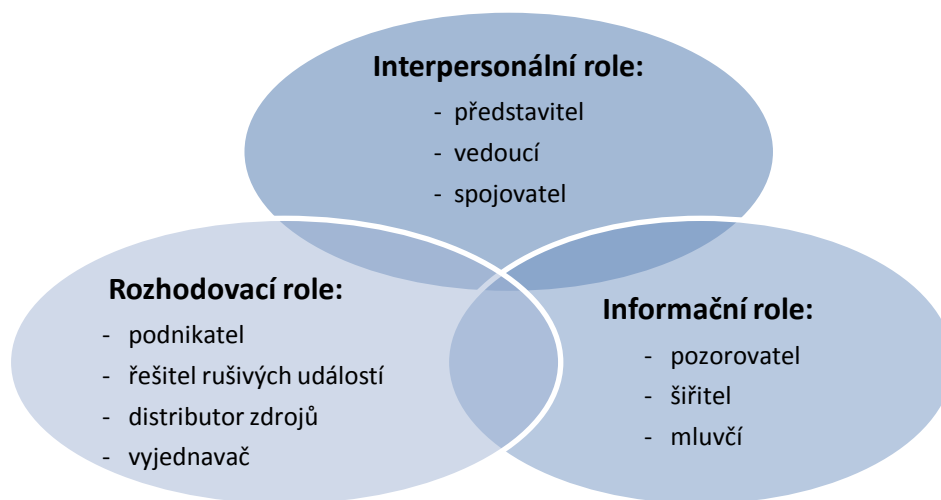 Interpersonální role:
- představitel
- vedoucí
- spojovatel
Rozhodovací role:
- podnikatel
- řešitel rušivých událostí
- distributor zdrojů
- vyjednavač
Informační role:
- pozorovatel
- šiřitel
- mluvčí